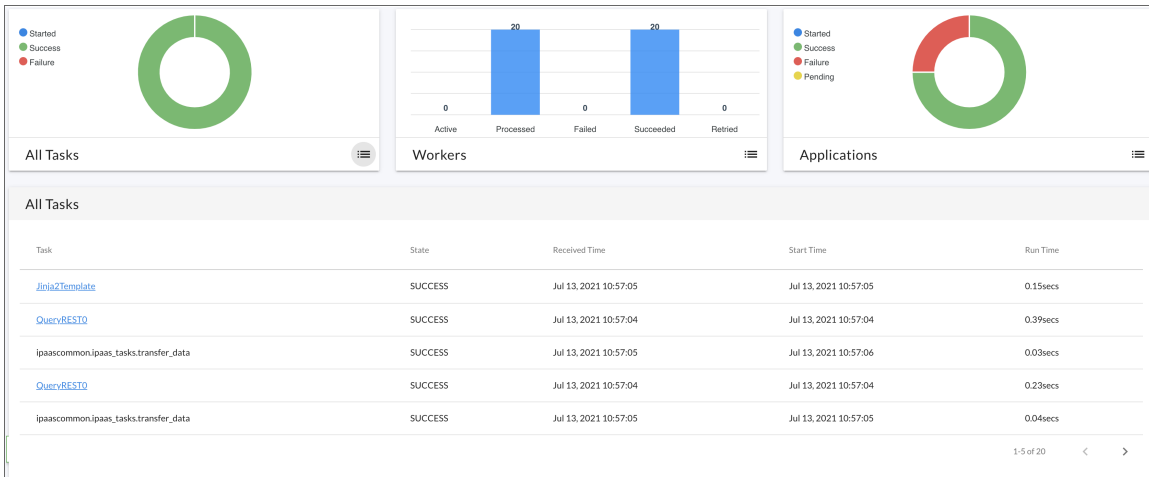 Started
Success
Failure
All Tasks
20 20
0 0 0
Active Processed Failed Succeeded Retried
Workers
Started
Success
Failure
Pending
Applications
All Tasks
Task State Received Time Start Time Run Time
Jinja2Template SUCCESS Jul 13, 2021 10:57:05 Jul 13, 2021 10:57:05 0.15secs
QueryREST0 SUCCESS Jul 13, 2021 10:57:04 Jul 13, 2021 10:57:04 0.39secs
ipaascommon.ipaas_tasks.transfer_data SUCCESS Jul 13, 2021 10:57:05 Jul 13, 2021 10:57:06 0.03secs
QueryREST0 SUCCESS Jul 13, 2021 10:57:04 Jul 13, 2021 10:57:04 0.23secs
ipaascommon.ipaas_tasks.transfer_data SUCCESS Jul 13, 2021 10:57:05 Jul 13, 2021 10:57:05 0.04secs
1-5 of 20